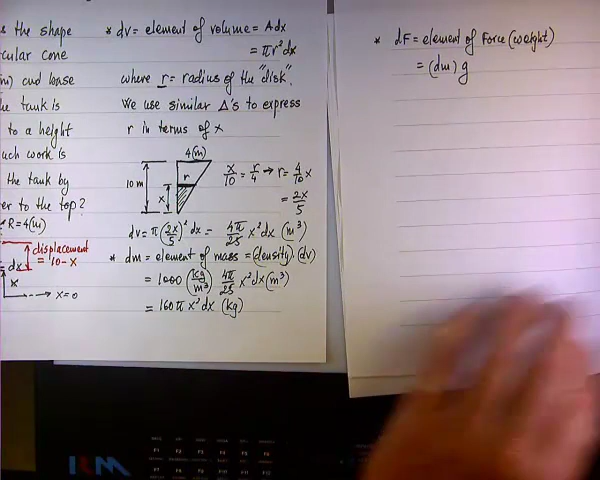 s the shape
cular cone
m) and base
he tank is
to a height
uch work is
the tank by
er to the top?
R=4(m)
displacement
= 10-x
= dx
x
x=0
* dv = element of volume = A dx
= πr²dx
where r = radius of the "disk".
We use similar Δ's to express
r in terms of x
4(m)
10 m
r
x
x/10 = r/4 → r = 4/10 x
= 2x/5
dv = π(2x/5)² dx = 4π/25 x² dx (m³)
* dm = element of mass = (density).(dv)
= 1000 (kg/m³) 4π/25 x² dx (m³)
= 160π x² dx (kg)
* dF = element of Force (weight)
= (dm) g
IBM